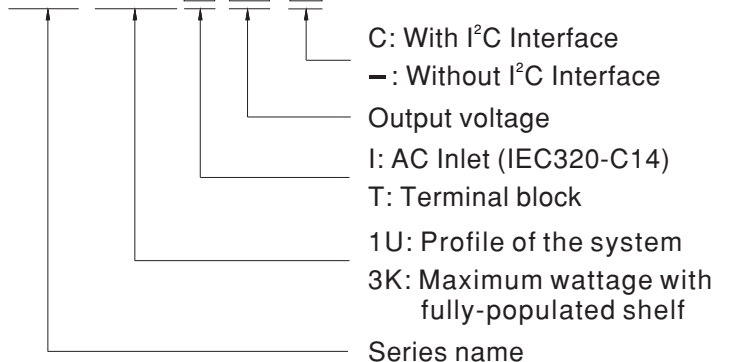 C: With I²C Interface
–: Without I²C Interface
Output voltage
I: AC Inlet (IEC320-C14)
T: Terminal block
1U: Profile of the system
3K: Maximum wattage with
fully-populated shelf
Series name